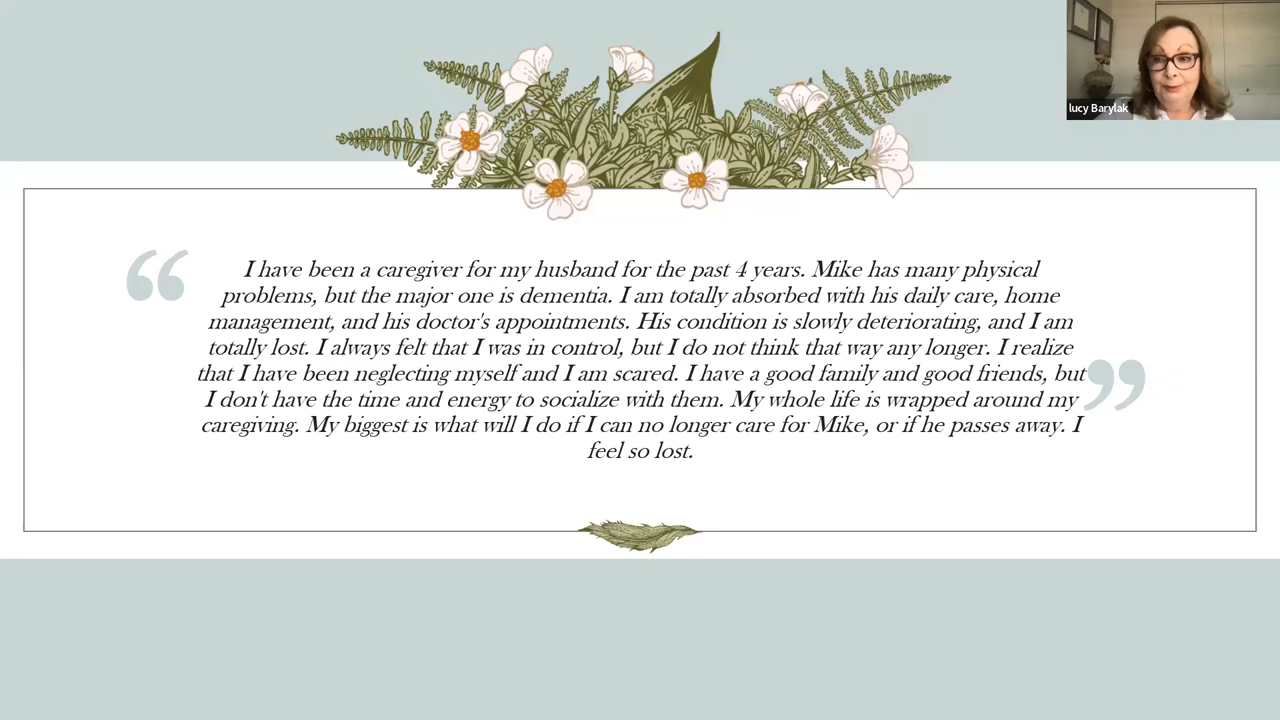 lucy Barylak
“
I have been a caregiver for my husband for the past 4 years. Mike has many physical
problems, but the major one is dementia. I am totally absorbed with his daily care, home
management, and his doctor's appointments. His condition is slowly deteriorating, and I am
totally lost. I always felt that I was in control, but I do not think that way any longer. I realize
that I have been neglecting myself and I am scared. I have a good family and good friends, but
I don't have the time and energy to socialize with them. My whole life is wrapped around my
caregiving. My biggest is what will I do if I can no longer care for Mike, or if he passes away. I
feel so lost.
”